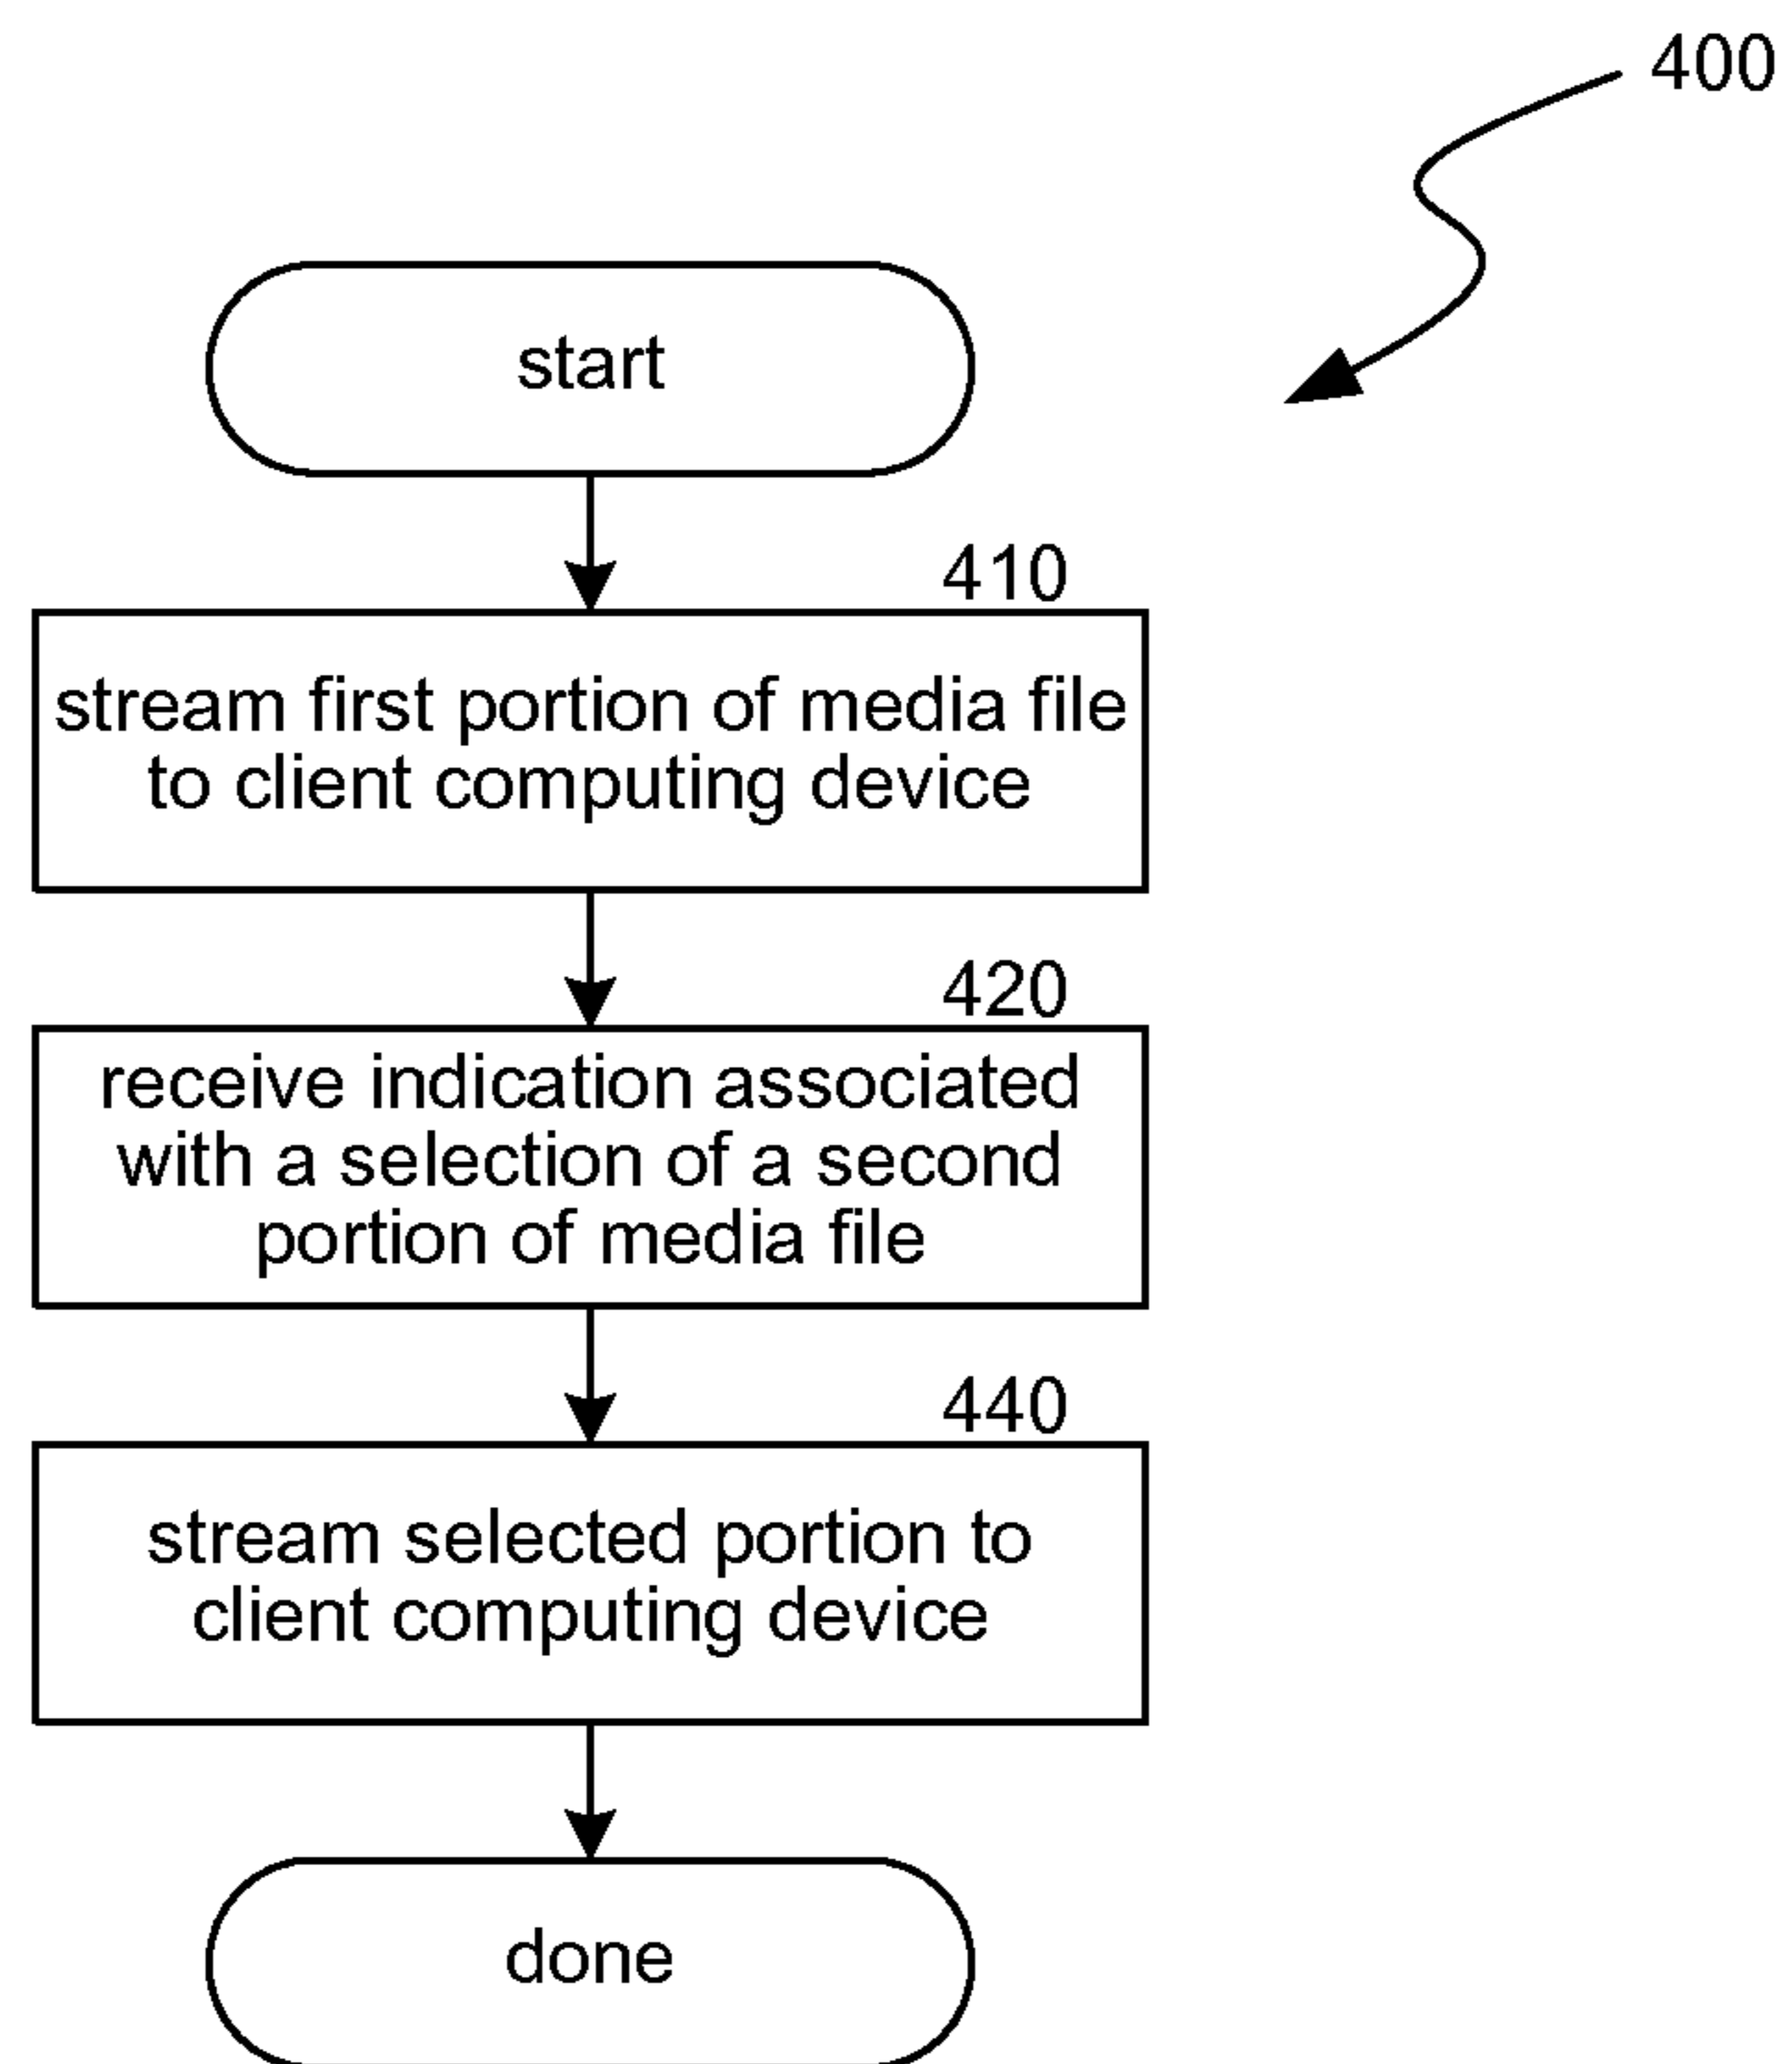 400
start
410
stream first portion of media file
to client computing device
420
receive indication associated
with a selection of a second
portion of media file
440
stream selected portion to
client computing device
done